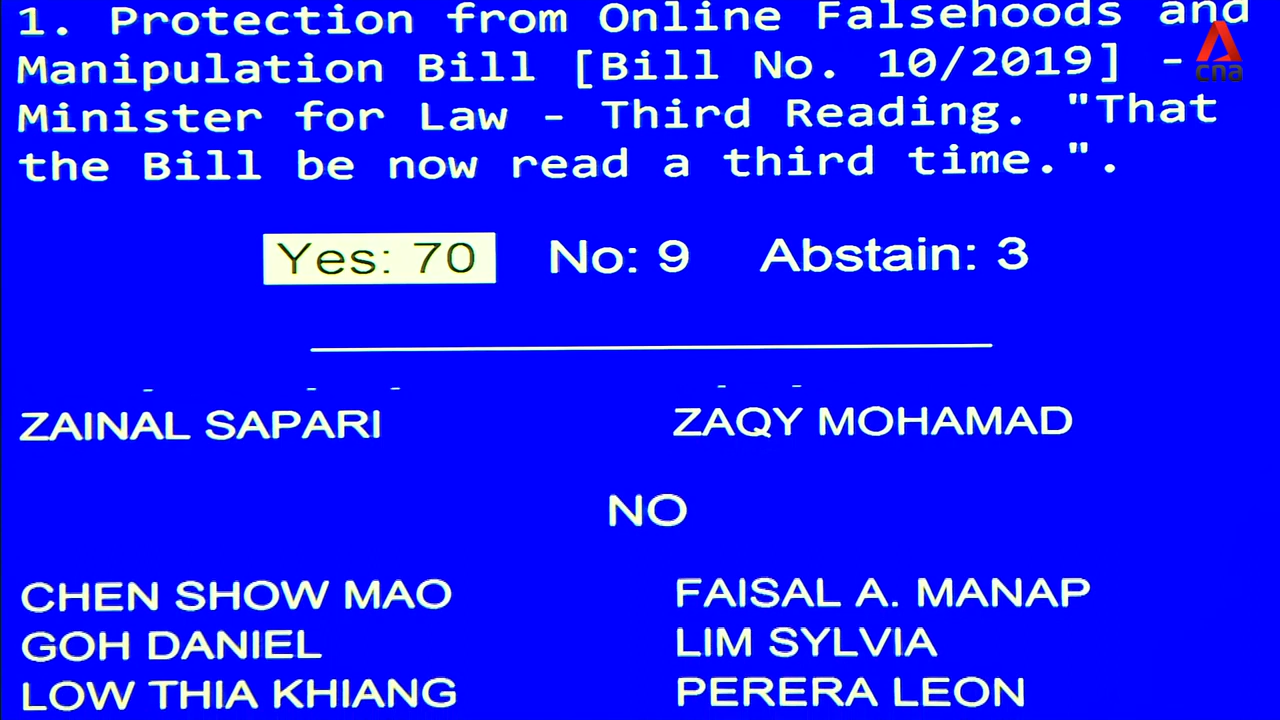 1. Protection from Online Falsehoods and
Manipulation Bill [Bill No. 10/2019] -
Minister for Law - Third Reading. "That
the Bill be now read a third time.".
cna
Yes: 70 No: 9 Abstain: 3
ZAINAL SAPARI ZAQY MOHAMAD
NO
CHEN SHOW MAO FAISAL A. MANAP
GOH DANIEL LIM SYLVIA
LOW THIA KHIANG PERERA LEON